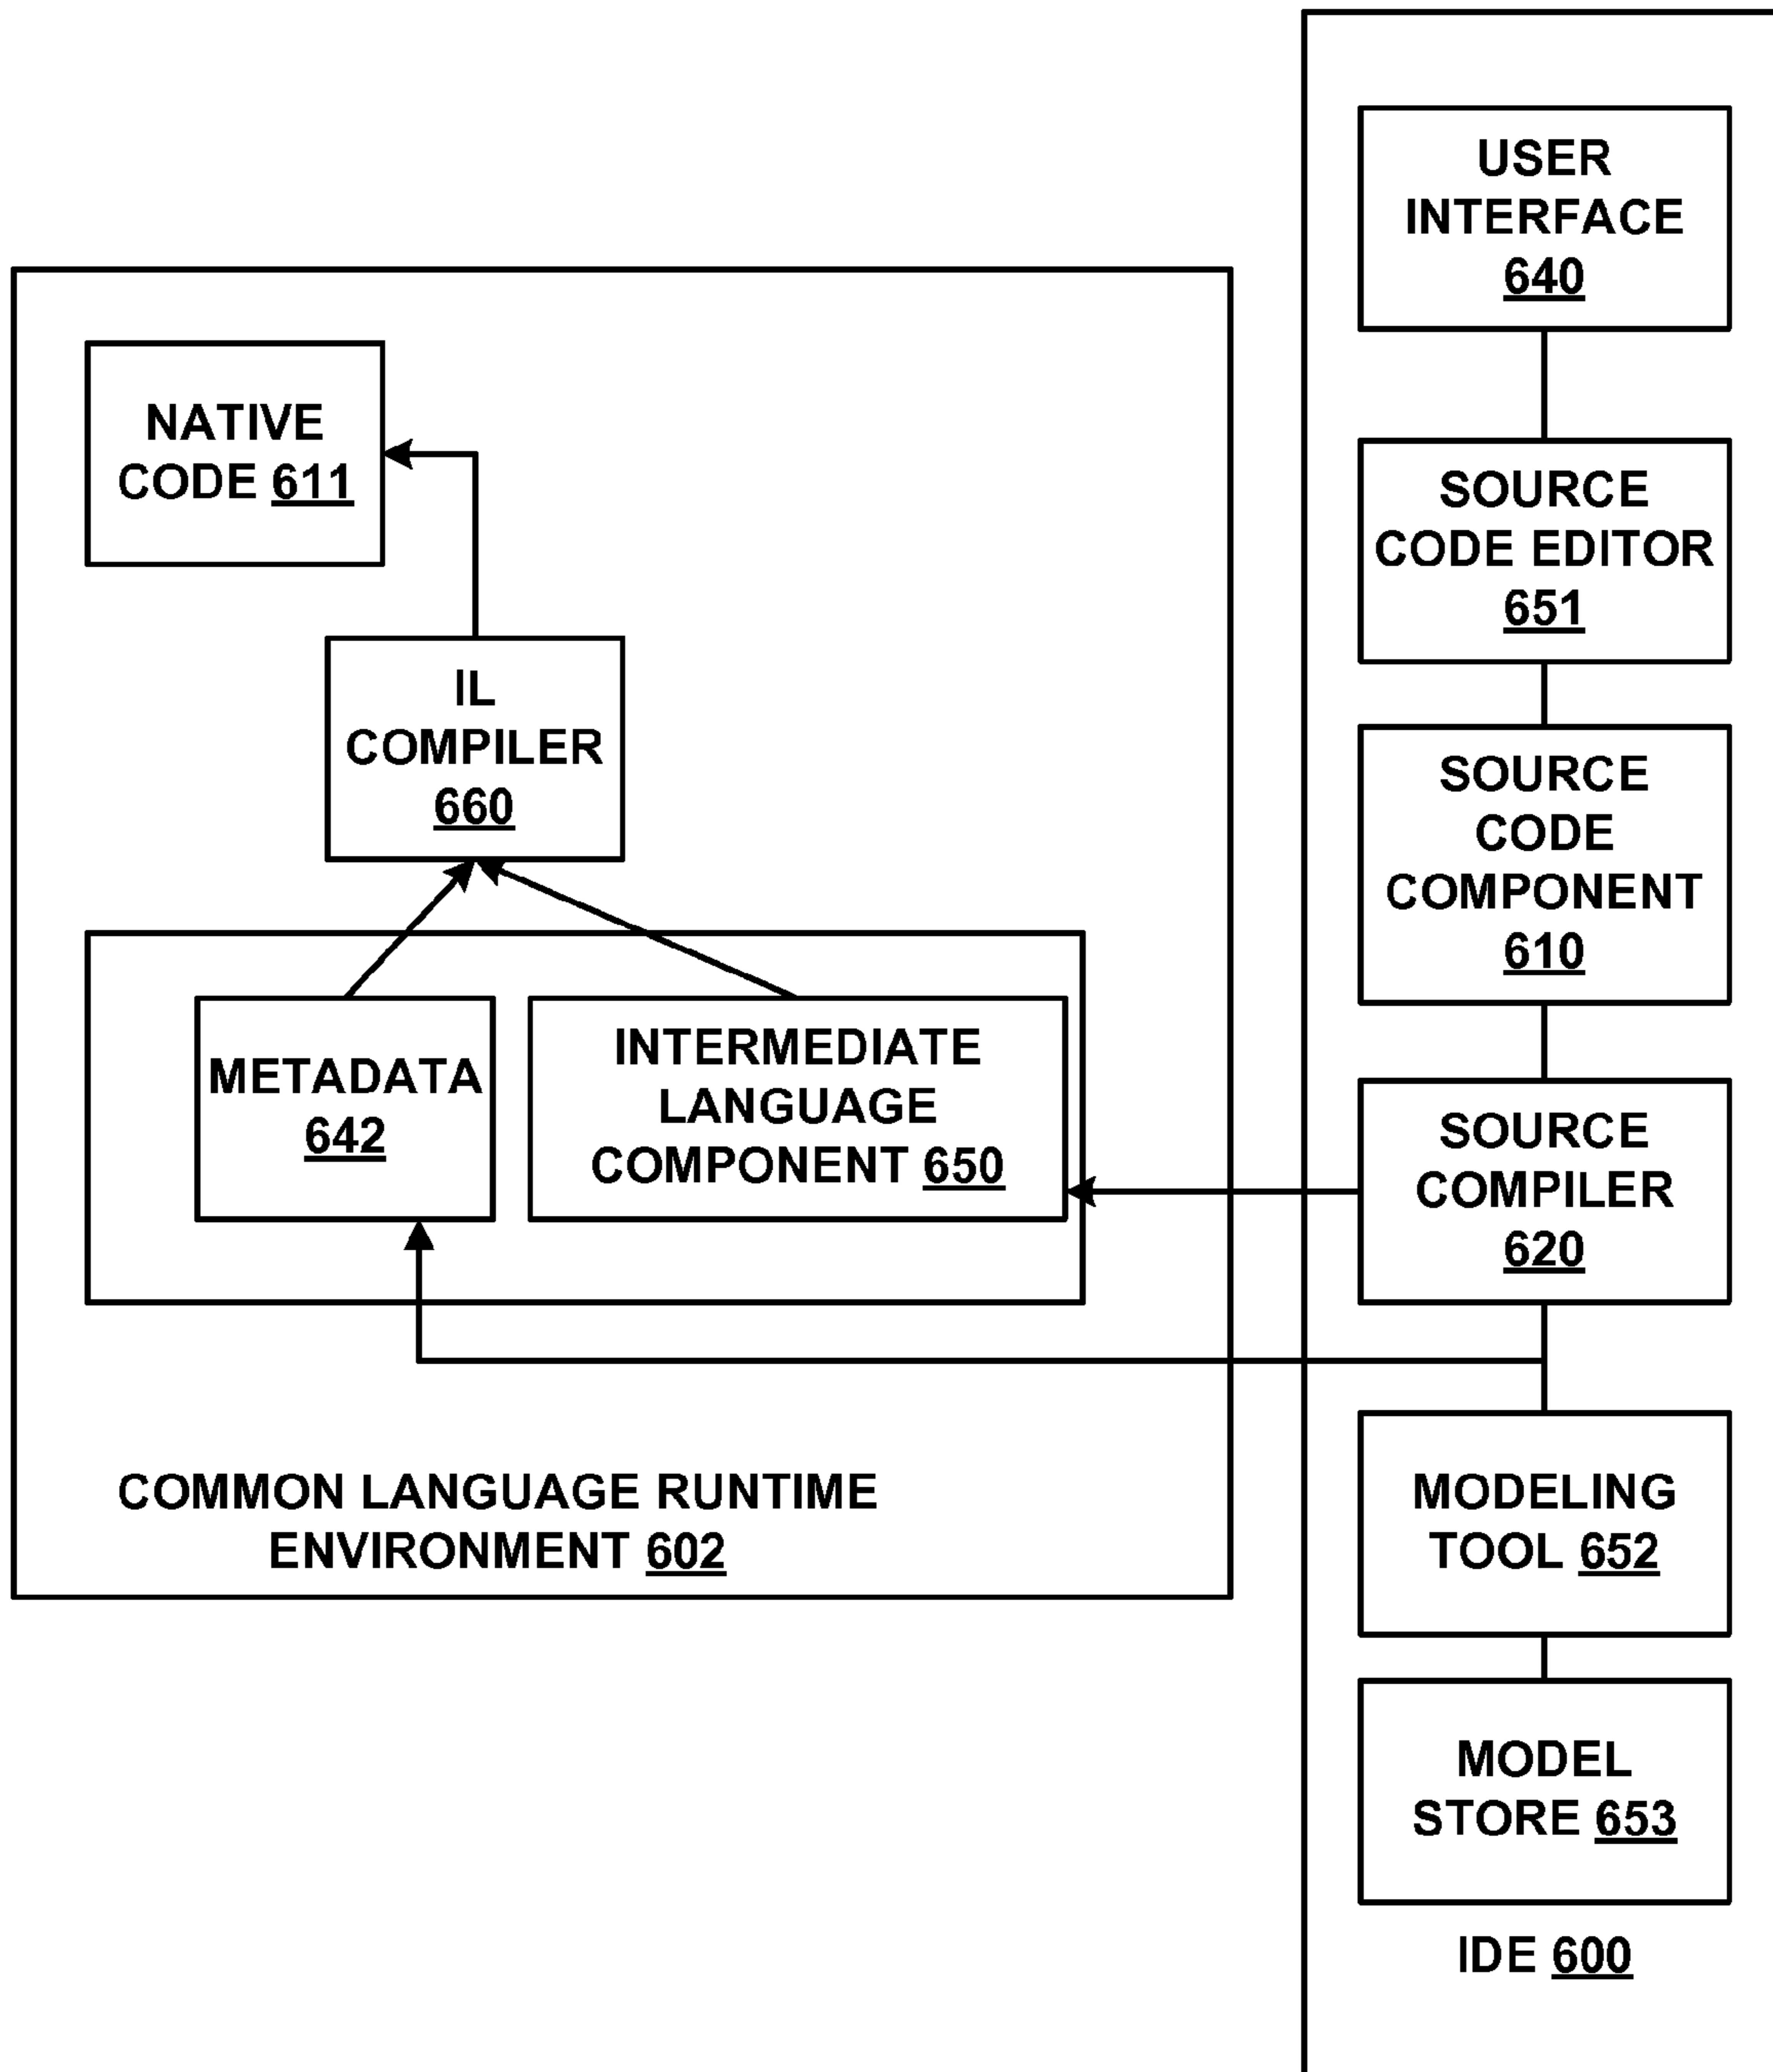 USER
INTERFACE
640
NATIVE
CODE 611
SOURCE
CODE EDITOR
651
IL
COMPILER
660
SOURCE
CODE
COMPONENT
610
METADATA
642
INTERMEDIATE
LANGUAGE
COMPONENT 650
SOURCE
COMPILER
620
COMMON LANGUAGE RUNTIME
ENVIRONMENT 602
MODELING
TOOL 652
MODEL
STORE 653
IDE 600